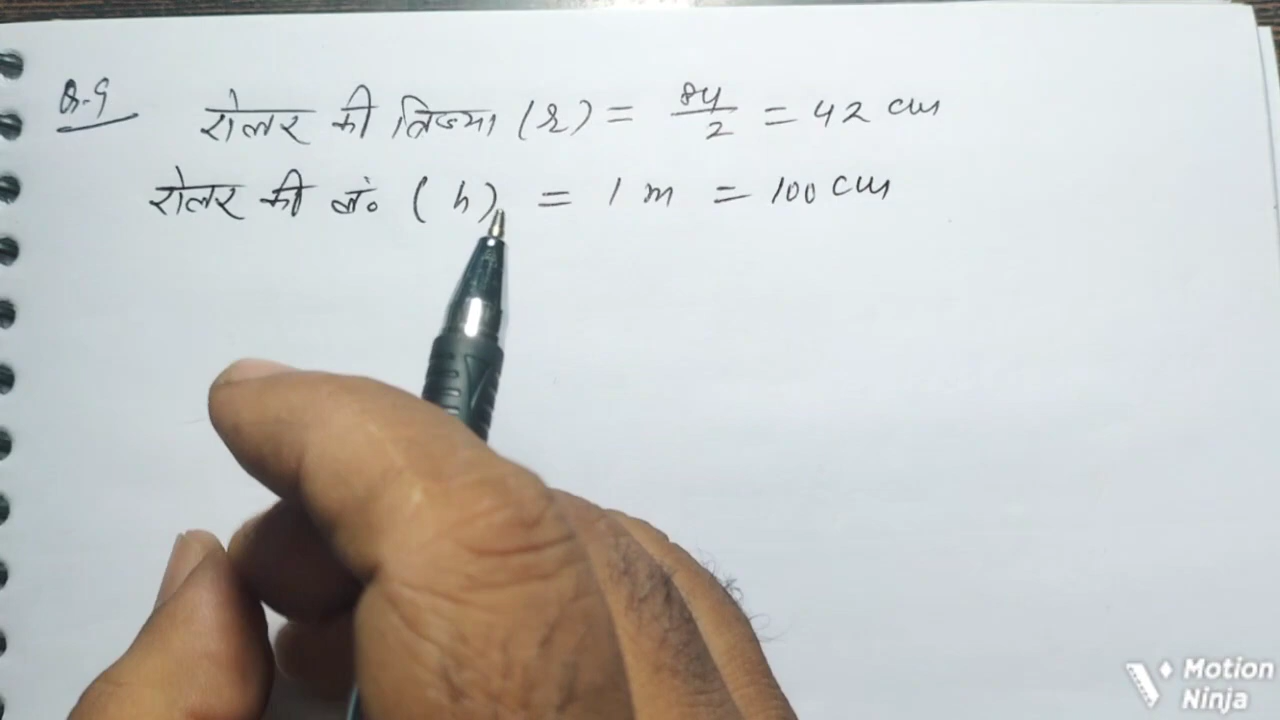 Q.9 रोलर की त्रिज्या (r) = 84/2 = 42 cm
रोलर की लं० (h) = 1 m = 100 cm
Motion
Ninja